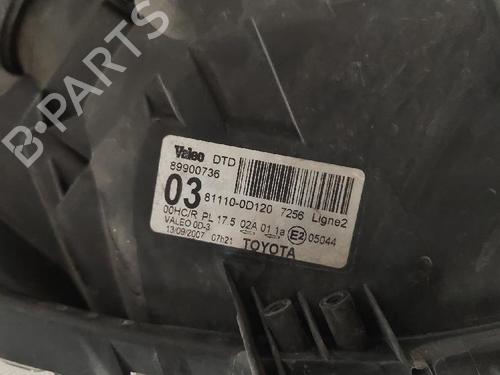 B-PARTS
Valeo DTD
89900736
03 81110-0D120 7256 Ligne2
00HC/R PL 17.5 02A 01 1a E2 05044
VALEO 0D-3
13/09/2007 07h21 TOYOTA